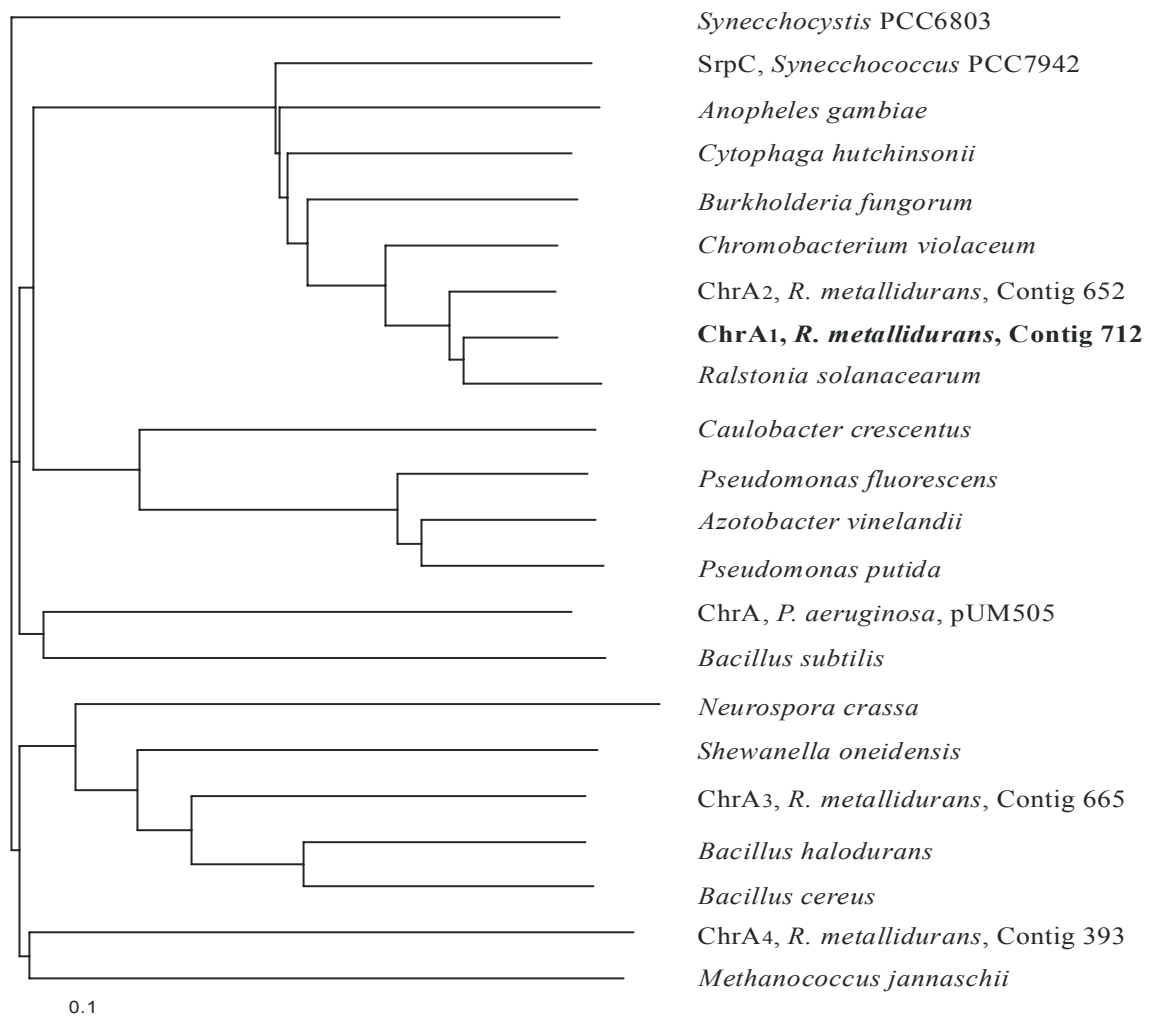 Synecchocystis PCC6803
SrpC, Synecchococcus PCC7942
Anopheles gambiae
Cytophaga hutchinsonii
Burkholderia fungorum
Chromobacterium violaceum
ChrA2, R. metallidurans, Contig 652
ChrA1, R. metallidurans, Contig 712
Ralstonia solanacearum
Caulobacter crescentus
Pseudomonas fluorescens
Azotobacter vinelandii
Pseudomonas putida
ChrA, P. aeruginosa, pUM505
Bacillus subtilis
Neurospora crassa
Shewanella oneidensis
ChrA3, R. metallidurans, Contig 665
Bacillus halodurans
Bacillus cereus
ChrA4, R. metallidurans, Contig 393
Methanococcus jannaschii
0.1